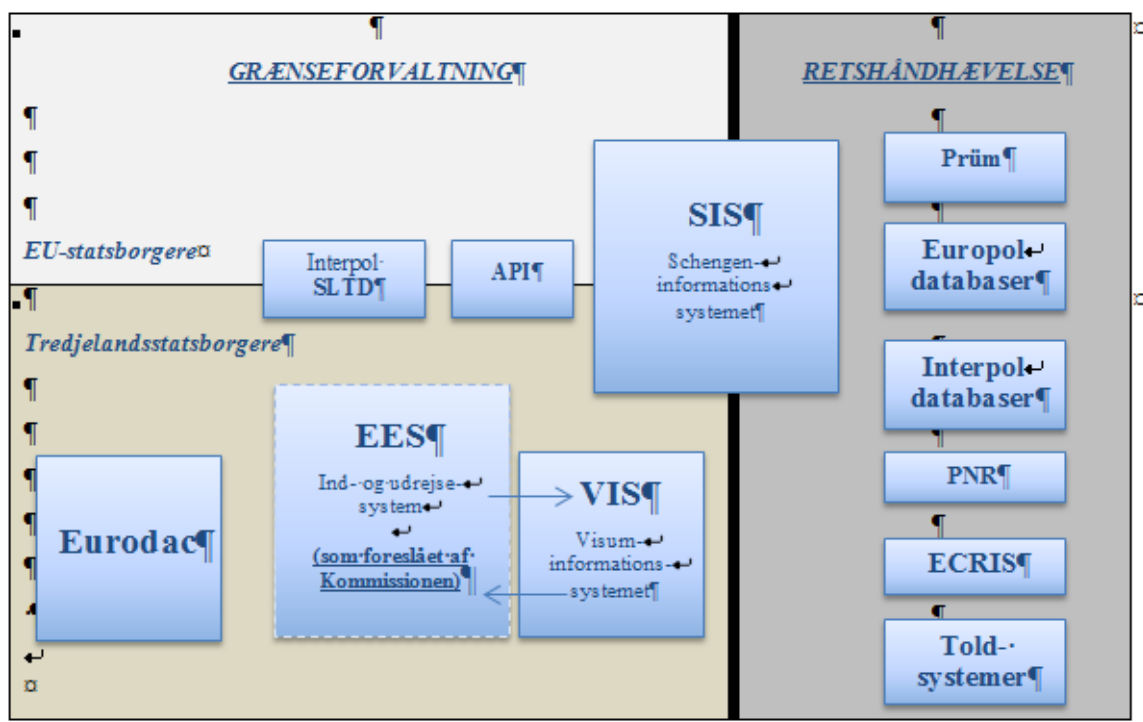 GRÆNSEFORVALTNING
EU-statsborgere
Interpol
SLTD
API
SIS
Schengen-
informations
systemet
Tredjelandsstatsborgere
Eurodac
EES
Ind- og udrejse-
system
(som foreslået af
Kommissionen)
VIS
Visum-
informations-
systemet
RETSHÅNDHÆVELSE
Prüm
Europol
databaser
Interpol
databaser
PNR
ECRIS
Told-
systemer